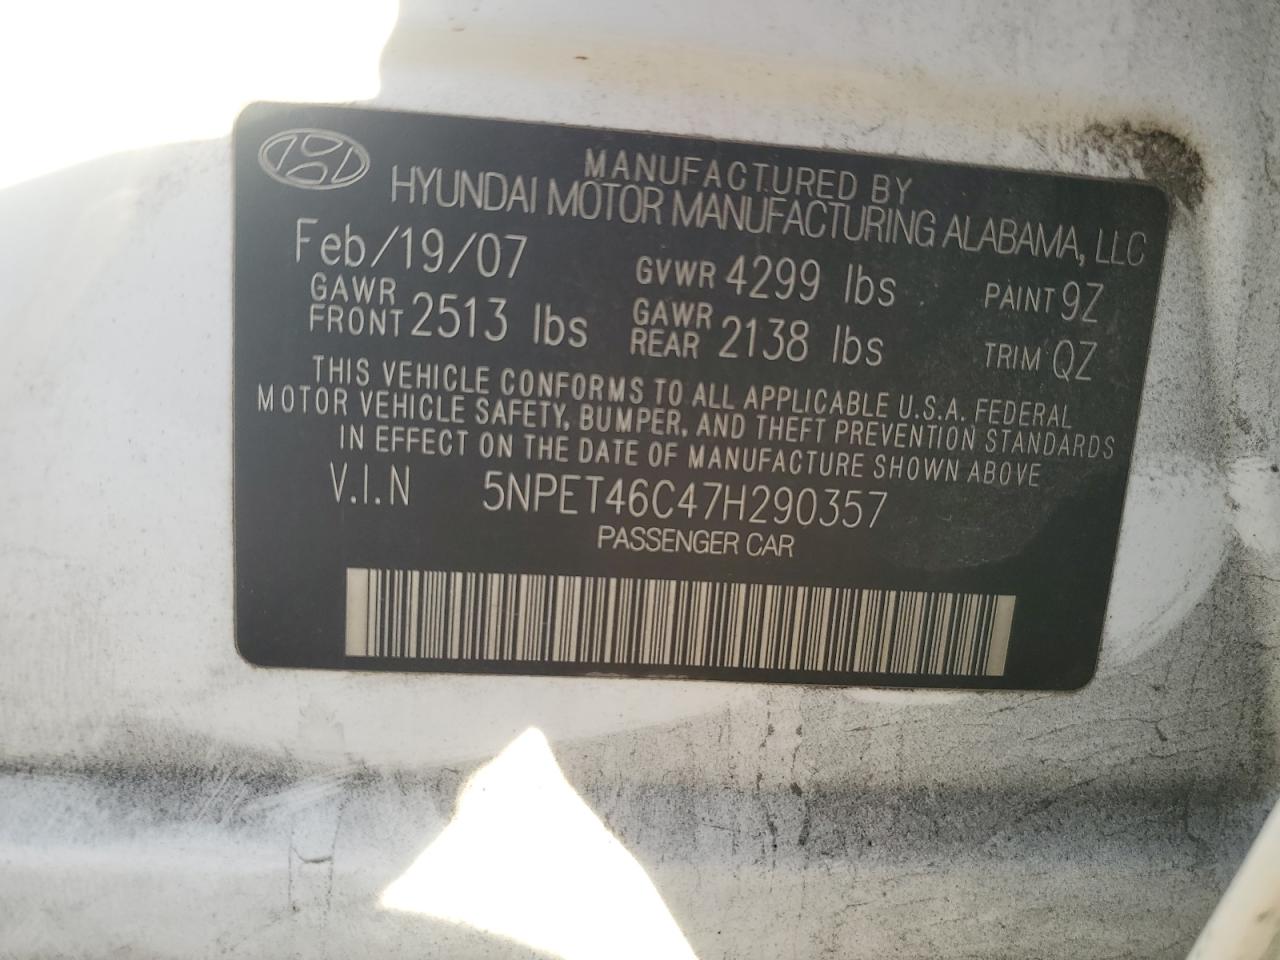 MANUFACTURED BY
HYUNDAI MOTOR MANUFACTURING ALABAMA, LLC
Feb/19/07 GVWR 4299 lbs PAINT 9Z
GAWR FRONT 2513 lbs GAWR REAR 2138 lbs TRIM QZ
THIS VEHICLE CONFORMS TO ALL APPLICABLE U.S.A. FEDERAL
MOTOR VEHICLE SAFETY, BUMPER, AND THEFT PREVENTION STANDARDS
IN EFFECT ON THE DATE OF MANUFACTURE SHOWN ABOVE
V.I.N 5NPET46C47H290357
PASSENGER CAR